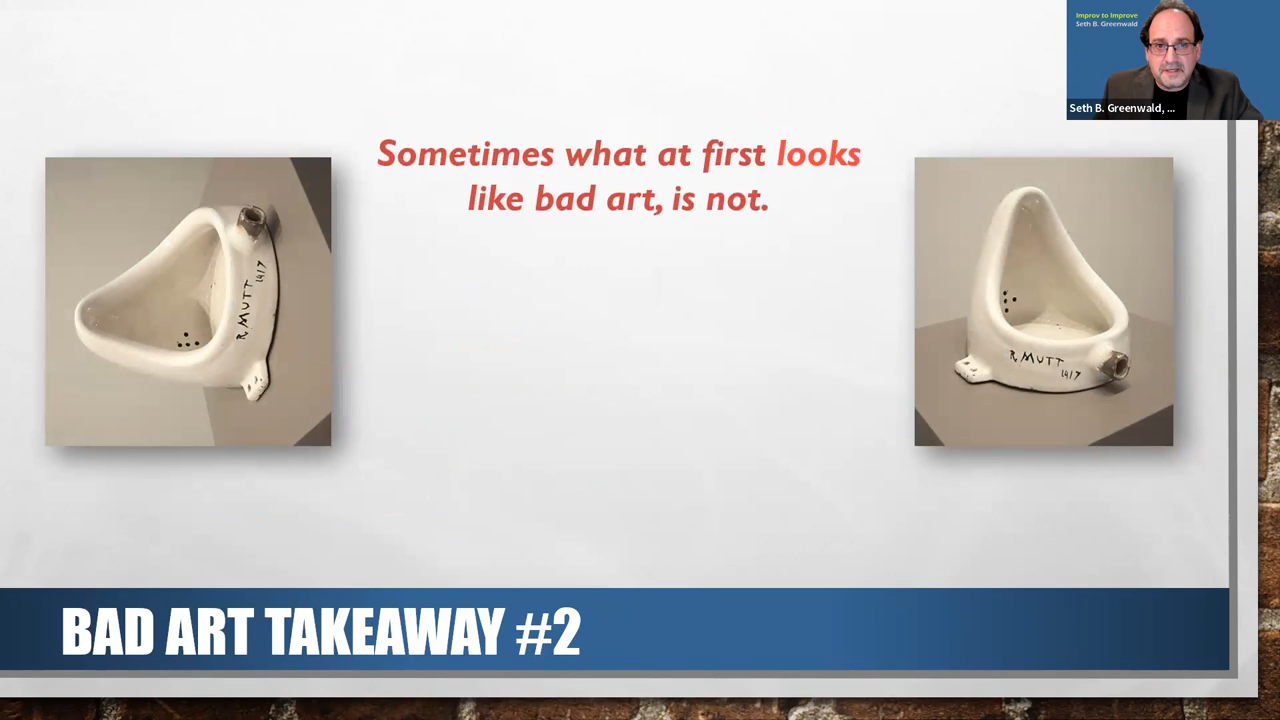 Improv to Improve
Seth B. Greenwald
Seth B. Greenwald, ...
Sometimes what at first looks
like bad art, is not.
R. MUTT
1917
R. MUTT
1917
BAD ART TAKEAWAY #2